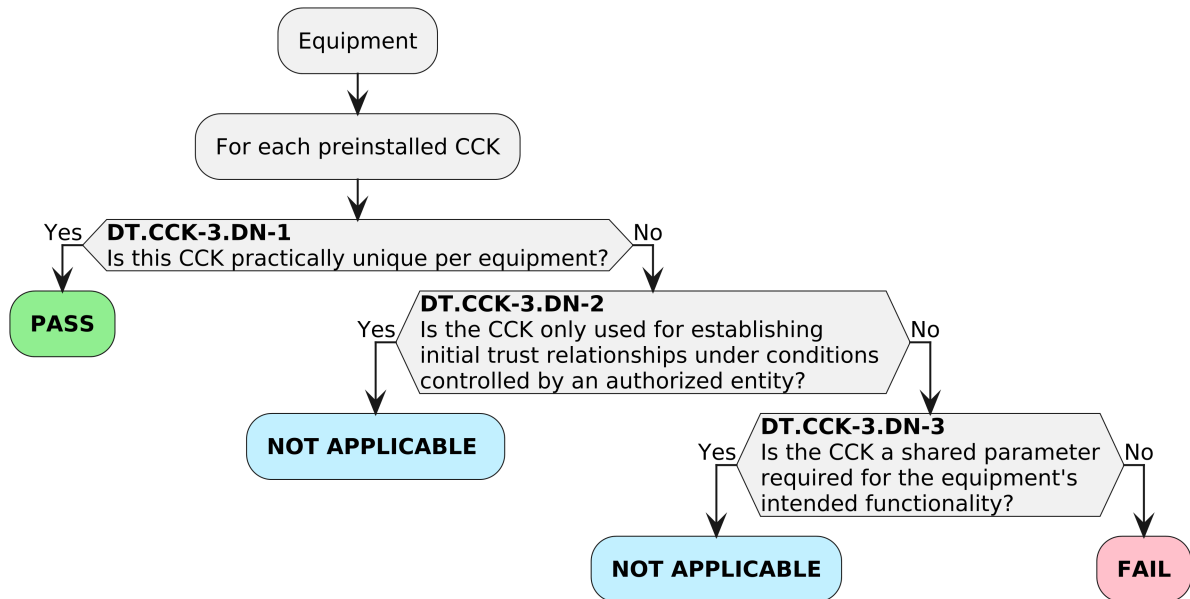 Equipment
For each preinstalled CCK
Yes
DT.CCK-3.DN-1
Is this CCK practically unique per equipment?
No
PASS
Yes
DT.CCK-3.DN-2
Is the CCK only used for establishing
initial trust relationships under conditions
controlled by an authorized entity?
No
NOT APPLICABLE
Yes
DT.CCK-3.DN-3
Is the CCK a shared parameter
required for the equipment's
intended functionality?
No
NOT APPLICABLE
FAIL